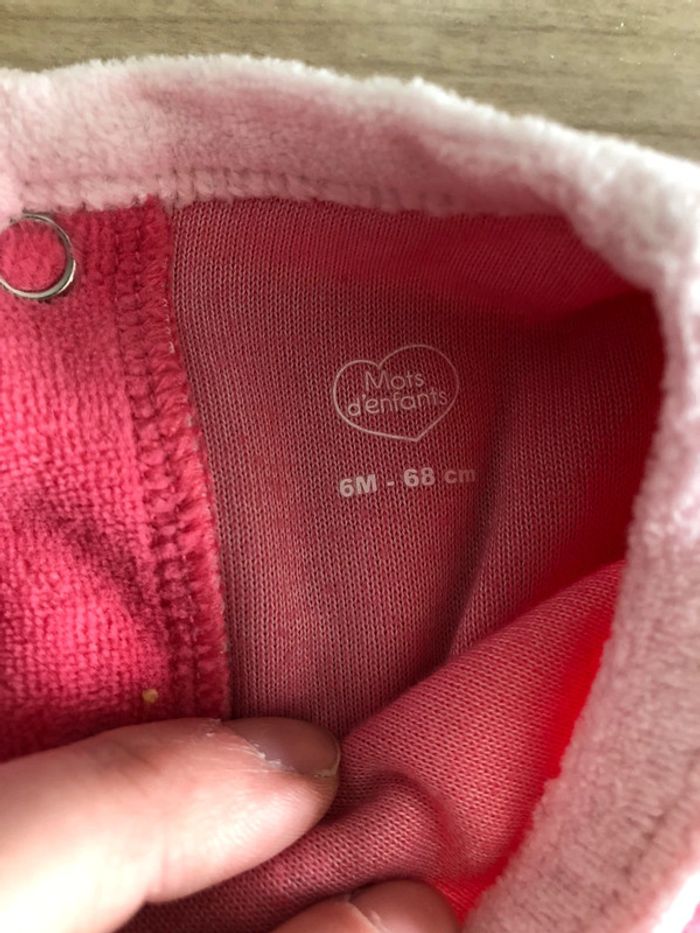 Mots
d'enfants
6M - 68 cm